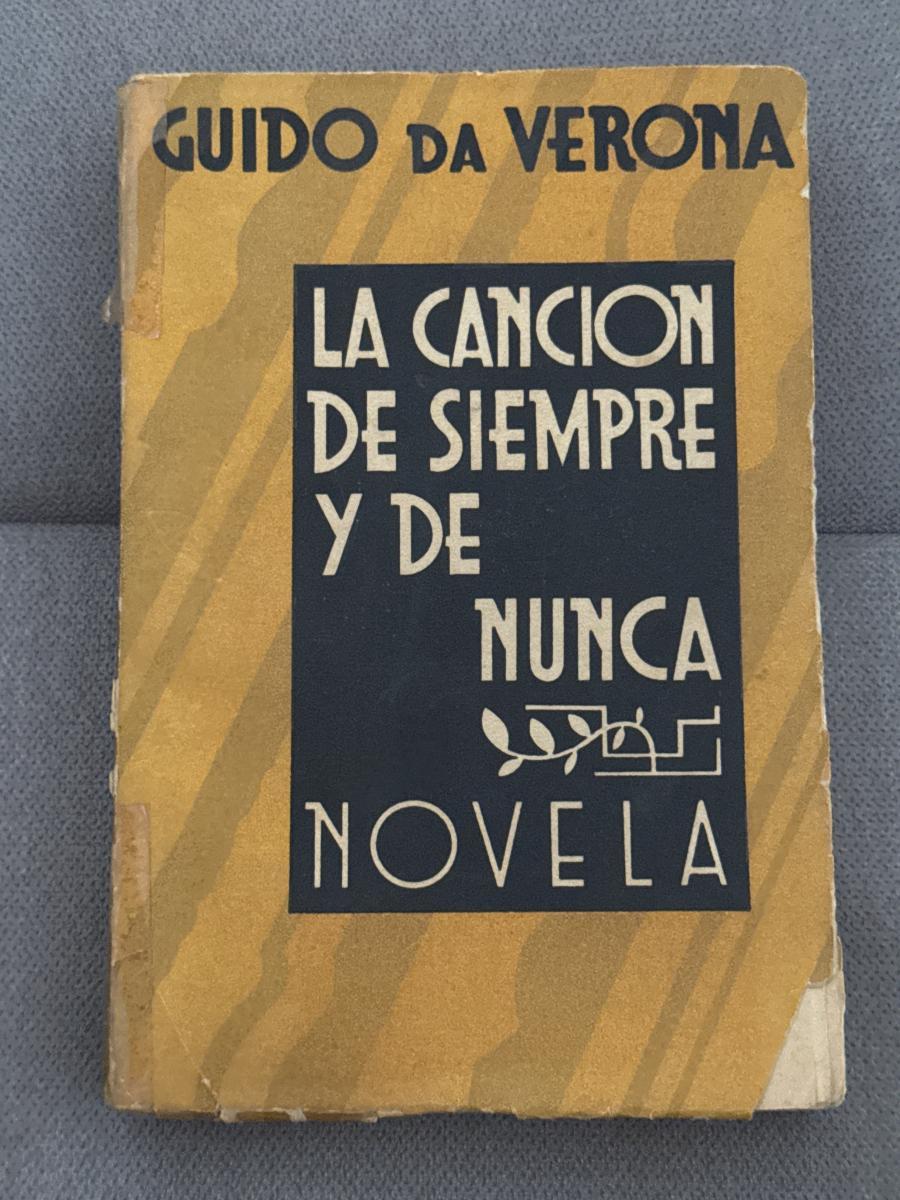 GUIDO DA VERONA
LA CANCION
DE SIEMPRE
Y DE
NUNCA
NOVELA